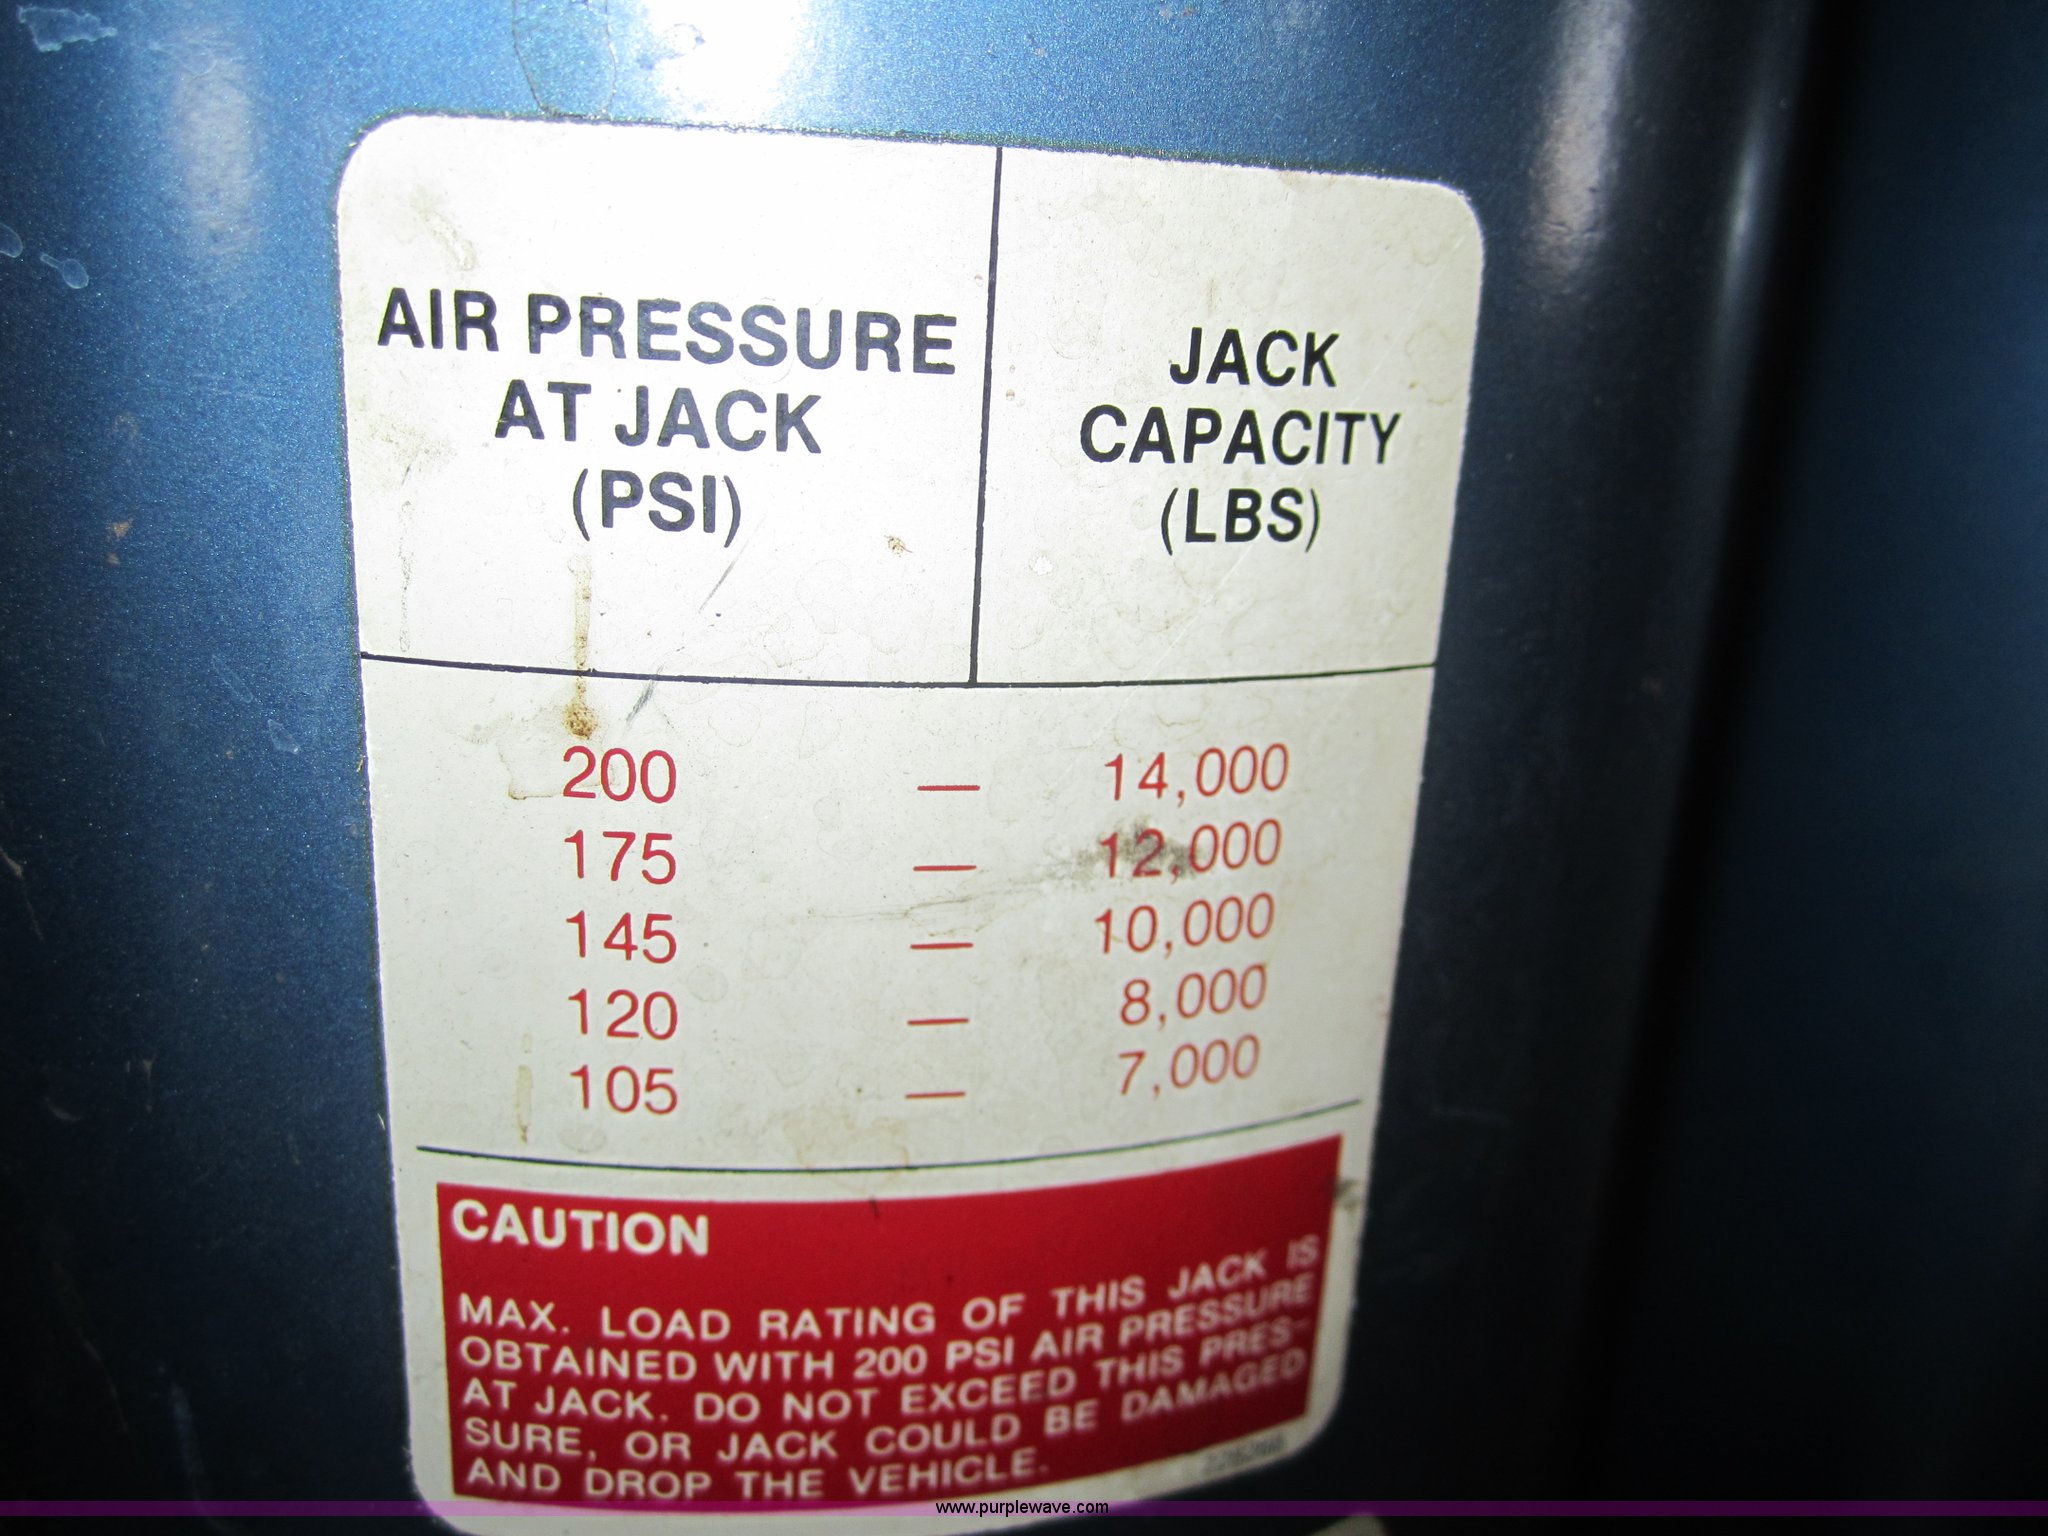 AIR PRESSURE
AT JACK
(PSI)
JACK
CAPACITY
(LBS)
200 — 14,000
175 — 12,000
145 — 10,000
120 — 8,000
105 — 7,000
CAUTION
MAX. LOAD RATING OF THIS JACK IS
OBTAINED WITH 200 PSI AIR PRESSURE
AT JACK. DO NOT EXCEED THIS PRES-
SURE, OR JACK COULD BE DAMAGED
AND DROP THE VEHICLE.
www.purplewave.com